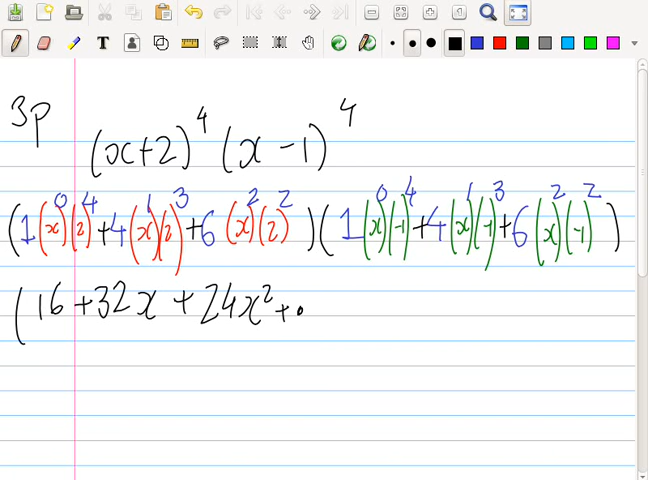 3p
(x+2)⁴ (x-1)⁴
(1(x)⁰(2)⁴+4(x)¹(2)³+6(x)²(2)²)(1(x)⁰(-1)⁴+4(x)¹(-1)³+6(x)²(-1)²)
(16+32x+24x²+.